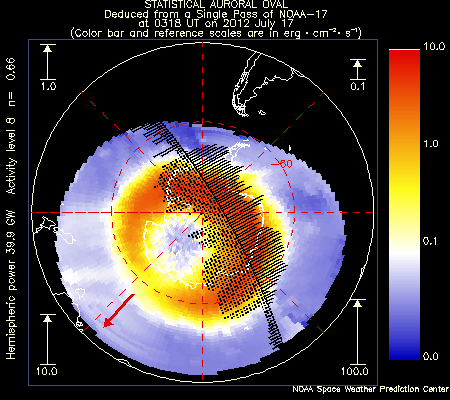 STATISTICAL AURORAL OVAL
Deduced from a Single Pass of NOAA-17
at 0318 UT on 2012 July 17
(Color bar and reference scales are in erg · cm⁻² · s⁻¹)
Hemispheric power 39.9 GW Activity level 8 n= 0.66
1.0
0.1
10.0
100.0
-60
10.0
1.0
0.1
0.0
NOAA Space Weather Prediction Center